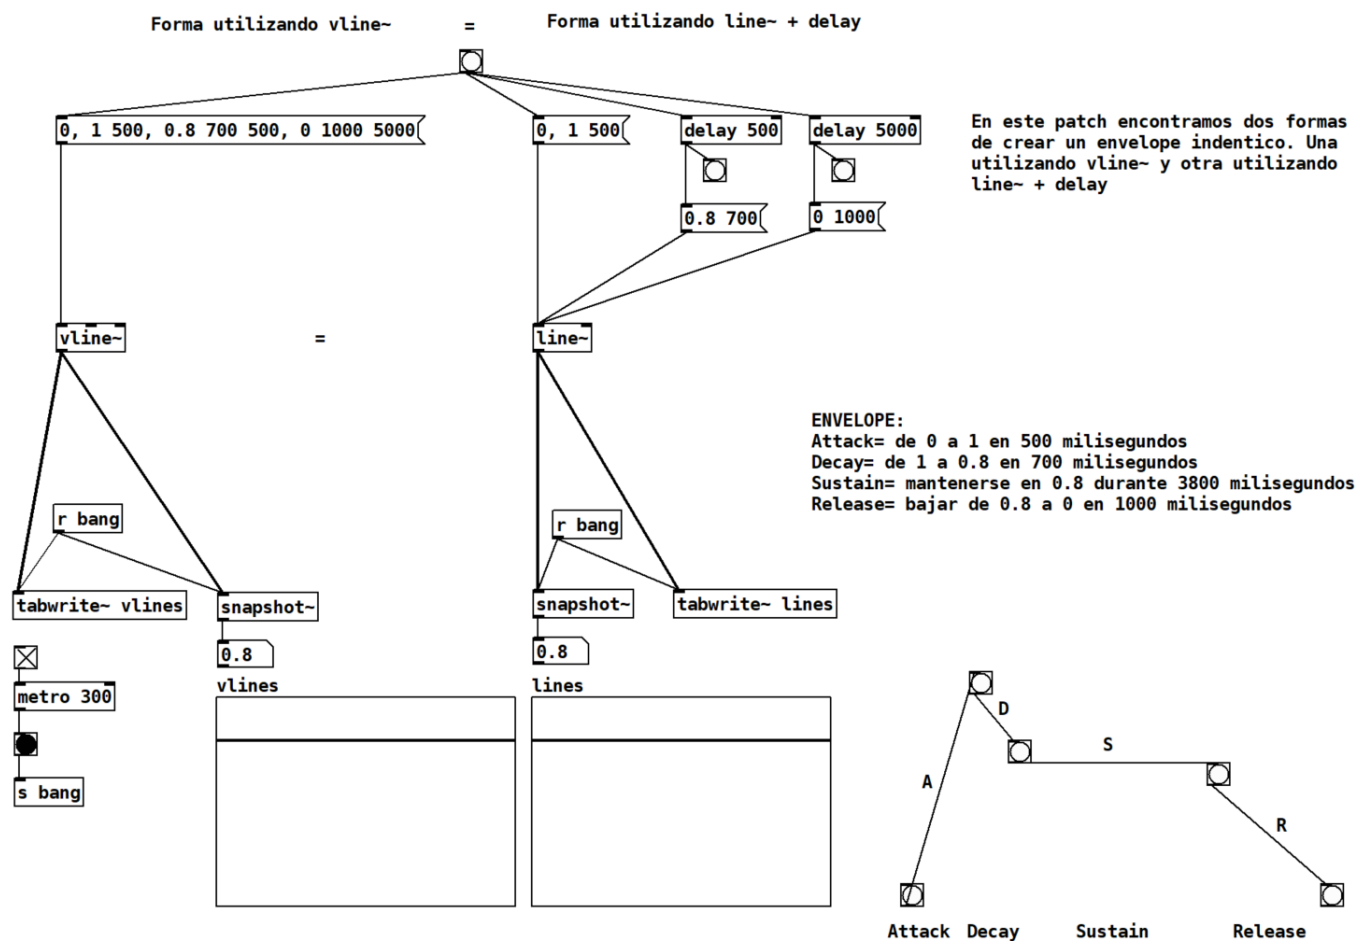 Forma utilizando vline~
=
Forma utilizando line~ + delay
0, 1 500, 0.8 700 500, 0 1000 5000
0, 1 500
delay 500
delay 5000
En este patch encontramos dos formas
de crear un envelope indentico. Una
utilizando vline~ y otra utilizando
line~ + delay
0.8 700
0 1000
vline~
=
line~
ENVELOPE:
Attack= de 0 a 1 en 500 milisegundos
Decay= de 1 a 0.8 en 700 milisegundos
Sustain= mantenerse en 0.8 durante 3800 milisegundos
Release= bajar de 0.8 a 0 en 1000 milisegundos
r bang
r bang
tabwrite~ vlines
snapshot~
snapshot~
tabwrite~ lines
0.8
0.8
metro 300
s bang
vlines
lines
A
D
S
R
Attack
Decay
Sustain
Release